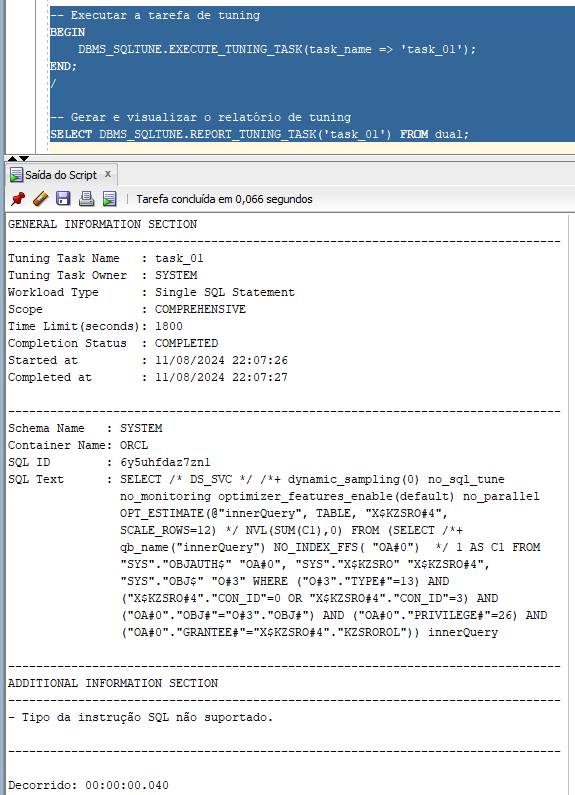 -- Executar a tarefa de tuning
BEGIN
    DBMS_SQLTUNE.EXECUTE_TUNING_TASK(task_name => 'task_01');
END;
/
-- Gerar e visualizar o relatório de tuning
SELECT DBMS_SQLTUNE.REPORT_TUNING_TASK('task_01') FROM dual;
Saída do Script x
Tarefa concluída em 0,066 segundos
GENERAL INFORMATION SECTION
-------------------------------------------------------------------------------
Tuning Task Name   : task_01
Tuning Task Owner  : SYSTEM
Workload Type      : Single SQL Statement
Scope              : COMPREHENSIVE
Time Limit(seconds): 1800
Completion Status  : COMPLETED
Started at         : 11/08/2024 22:07:26
Completed at       : 11/08/2024 22:07:27
-------------------------------------------------------------------------------
Schema Name   : SYSTEM
Container Name: ORCL
SQL ID        : 6y5uhfdaz7zn1
SQL Text      : SELECT /* DS_SVC */ /*+ dynamic_sampling(0) no_sql_tune
                no_monitoring optimizer_features_enable(default) no_parallel
                OPT_ESTIMATE(@"innerQuery", TABLE, "X$KZSRO#4",
                SCALE_ROWS=12) */ NVL(SUM(C1),0) FROM (SELECT /*+
                qb_name("innerQuery") NO_INDEX_FFS( "OA#0")  */ 1 AS C1 FROM
                "SYS"."OBJAUTH$" "OA#0", "SYS"."X$KZSRO" "X$KZSRO#4",
                "SYS"."OBJ$" "O#3" WHERE ("O#3"."TYPE#"=13) AND
                ("X$KZSRO#4"."CON_ID"=0 OR "X$KZSRO#4"."CON_ID"=3) AND
                ("OA#0"."OBJ#"="O#3"."OBJ#") AND ("OA#0"."PRIVILEGE#"=26) AND
                ("OA#0"."GRANTEE#"="X$KZSRO#4"."KZSROROL")) innerQuery
-------------------------------------------------------------------------------
ADDITIONAL INFORMATION SECTION
-------------------------------------------------------------------------------
- Tipo da instrução SQL não suportado.
-------------------------------------------------------------------------------
Decorrido: 00:00:00.040